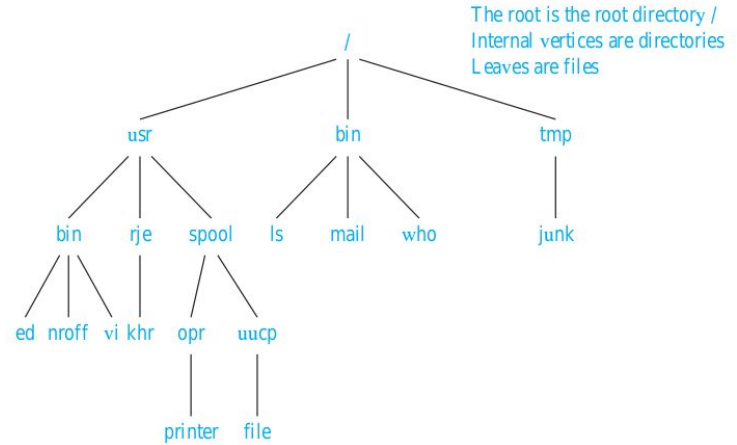 The root is the root directory /
Internal vertices are directories
Leaves are files
/
usr bin tmp
bin rje spool ls mail who junk
ed nroff vi khr opr uucp
printer file